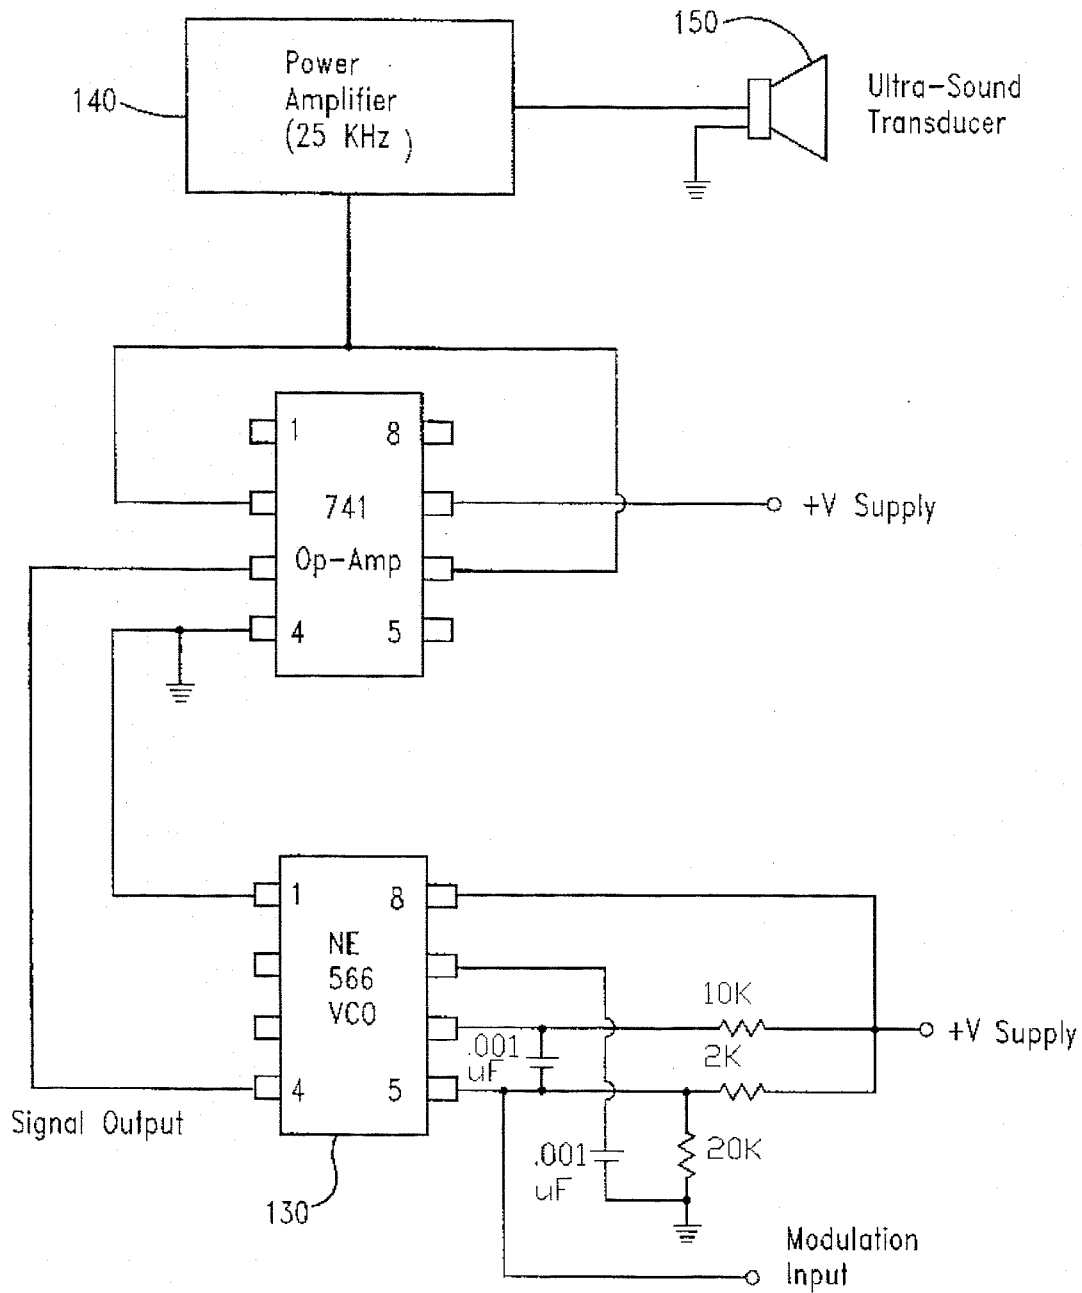 150
Power
Amplifier
(25 KHz )
140
Ultra-Sound
Transducer
1 8
741
+V Supply
Op-Amp
4 5
1 8
NE
566
VCO
10K
+V Supply
.001
uF
2K
4 5
Signal Output
.001
uF
20K
130
Modulation
Input